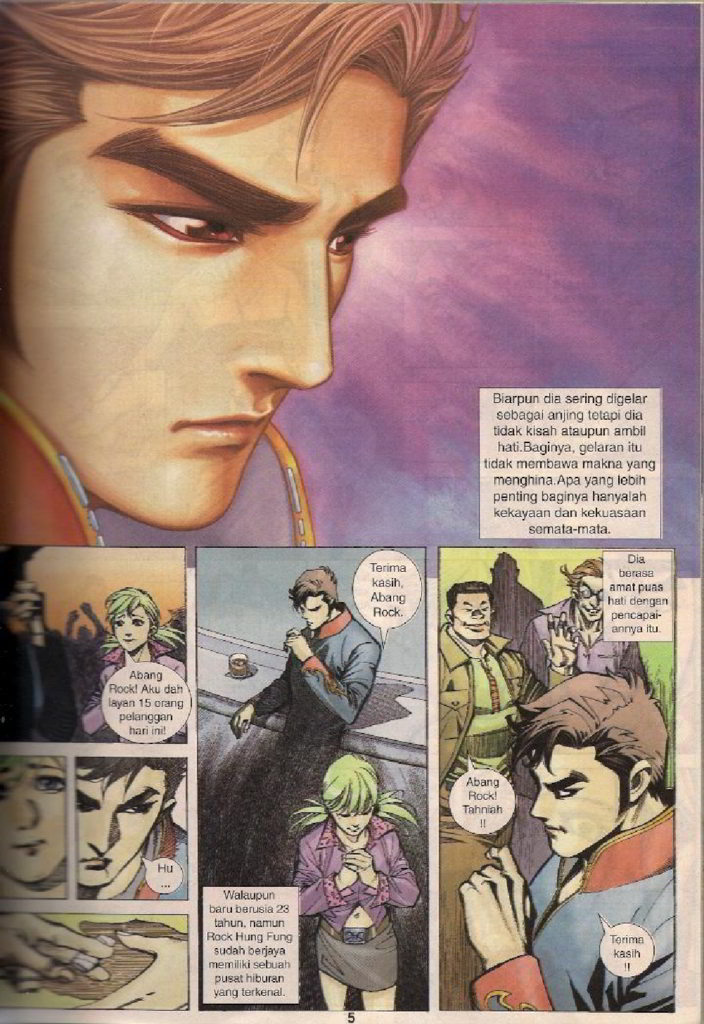 Biarpun dia sering digelar
sebagai anjing tetapi dia
tidak kisah ataupun ambil
hati.Baginya, gelaran itu
tidak membawa makna yang
menghina.Apa yang lebih
penting baginya hanyalah
kekayaan dan kekuasaan
semata-mata.
Abang
Rock! Aku dah
layan 15 orang
pelanggan
hari ini!
Hu
...
Terima
kasih,
Abang
Rock.
Walaupun
baru berusia 23
tahun, namun
Rock Hung Fung
sudah berjaya
memiliki sebuah
pusat hiburan
yang terkenal.
Dia
berasa
amat puas
hati dengan
pencapai-
annya itu.
Abang
Rock!
Tahniah
!!
Terima
kasih
!!
5